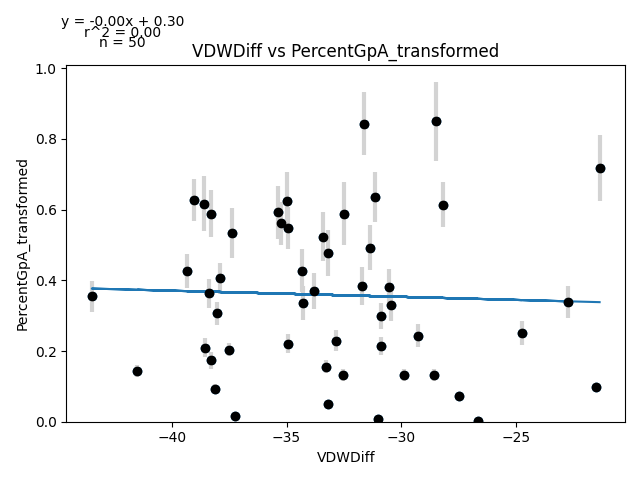 y = -0.00x + 0.30
r^2 = 0.00
n = 50
VDWDiff vs PercentGpA_transformed
1.0
0.8
0.6
0.4
0.2
0.0
PercentGpA_transformed
−40
−35
−30
−25
VDWDiff